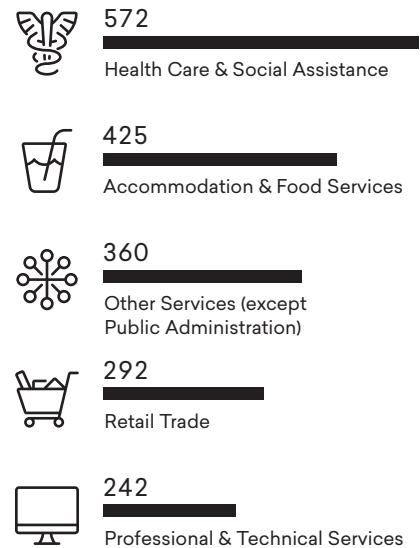 572
Health Care & Social Assistance
425
Accommodation & Food Services
360
Other Services (except
Public Administration)
292
Retail Trade
242
Professional & Technical Services